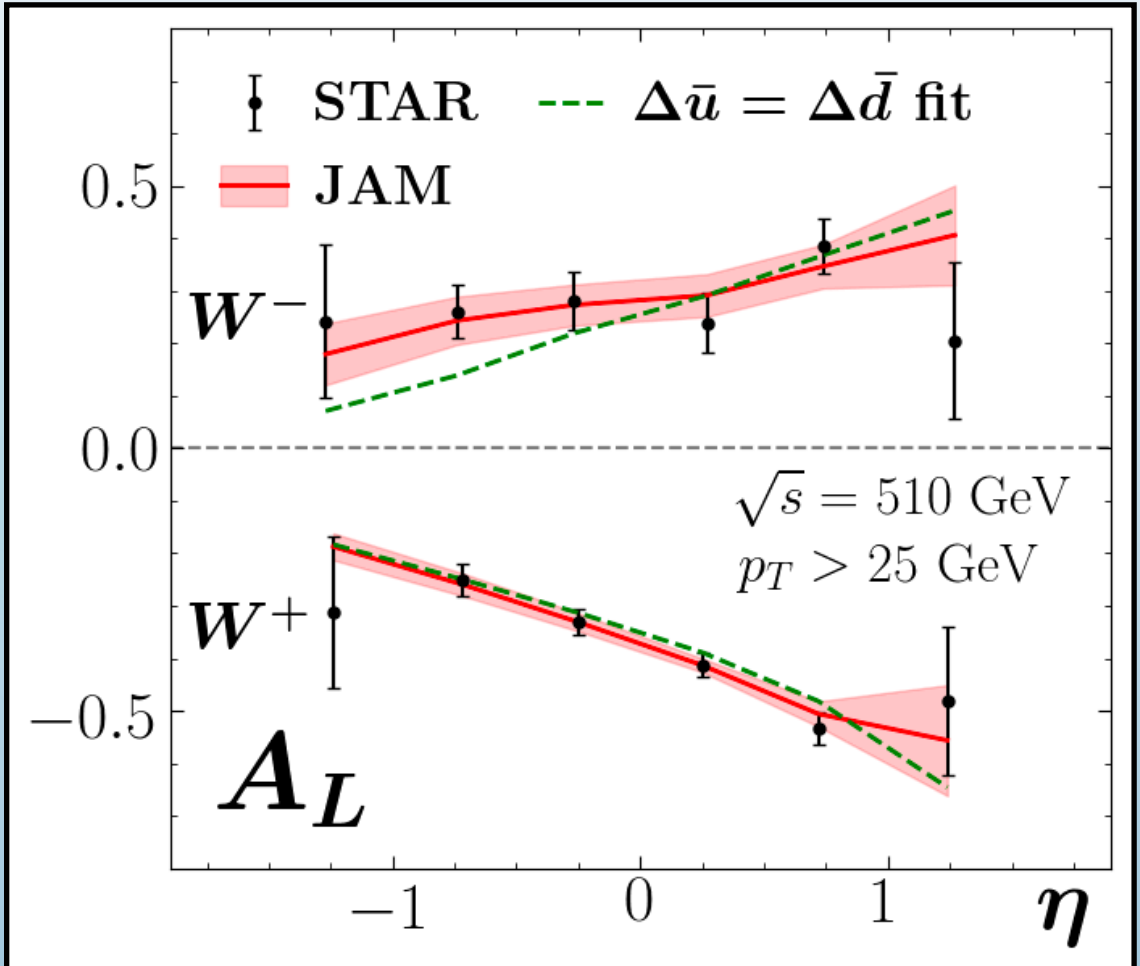 STAR Δū = Δd̄ fit
JAM
0.5
W⁻
0.0
√s = 510 GeV
p_T > 25 GeV
W⁺
−0.5
A_L
−1 0 1 η